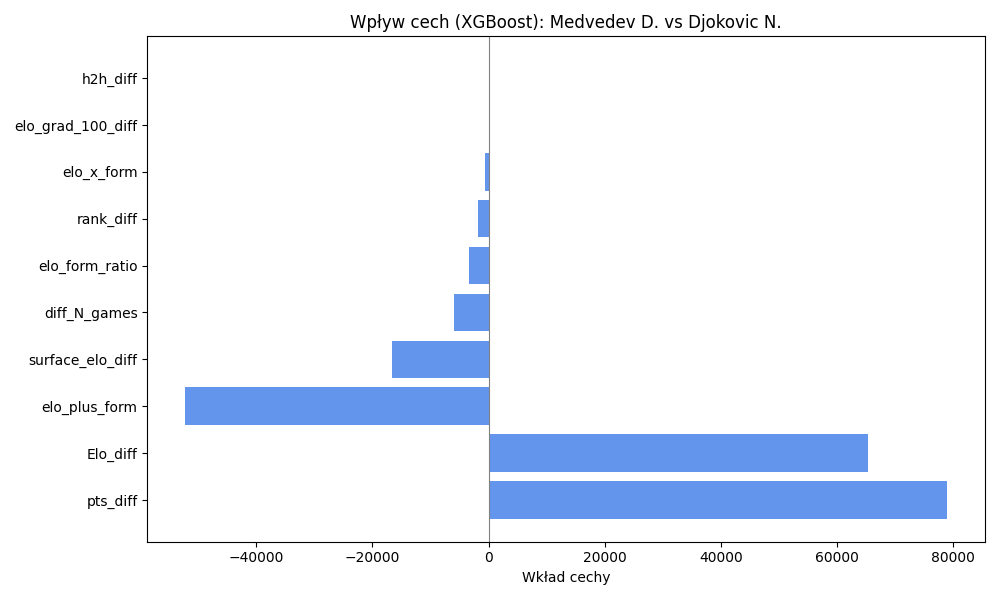 Wpływ cech (XGBoost): Medvedev D. vs Djokovic N.
h2h_diff
elo_grad_100_diff
elo_x_form
rank_diff
elo_form_ratio
diff_N_games
surface_elo_diff
elo_plus_form
Elo_diff
pts_diff
−40000 −20000 0 20000 40000 60000 80000
Wkład cechy